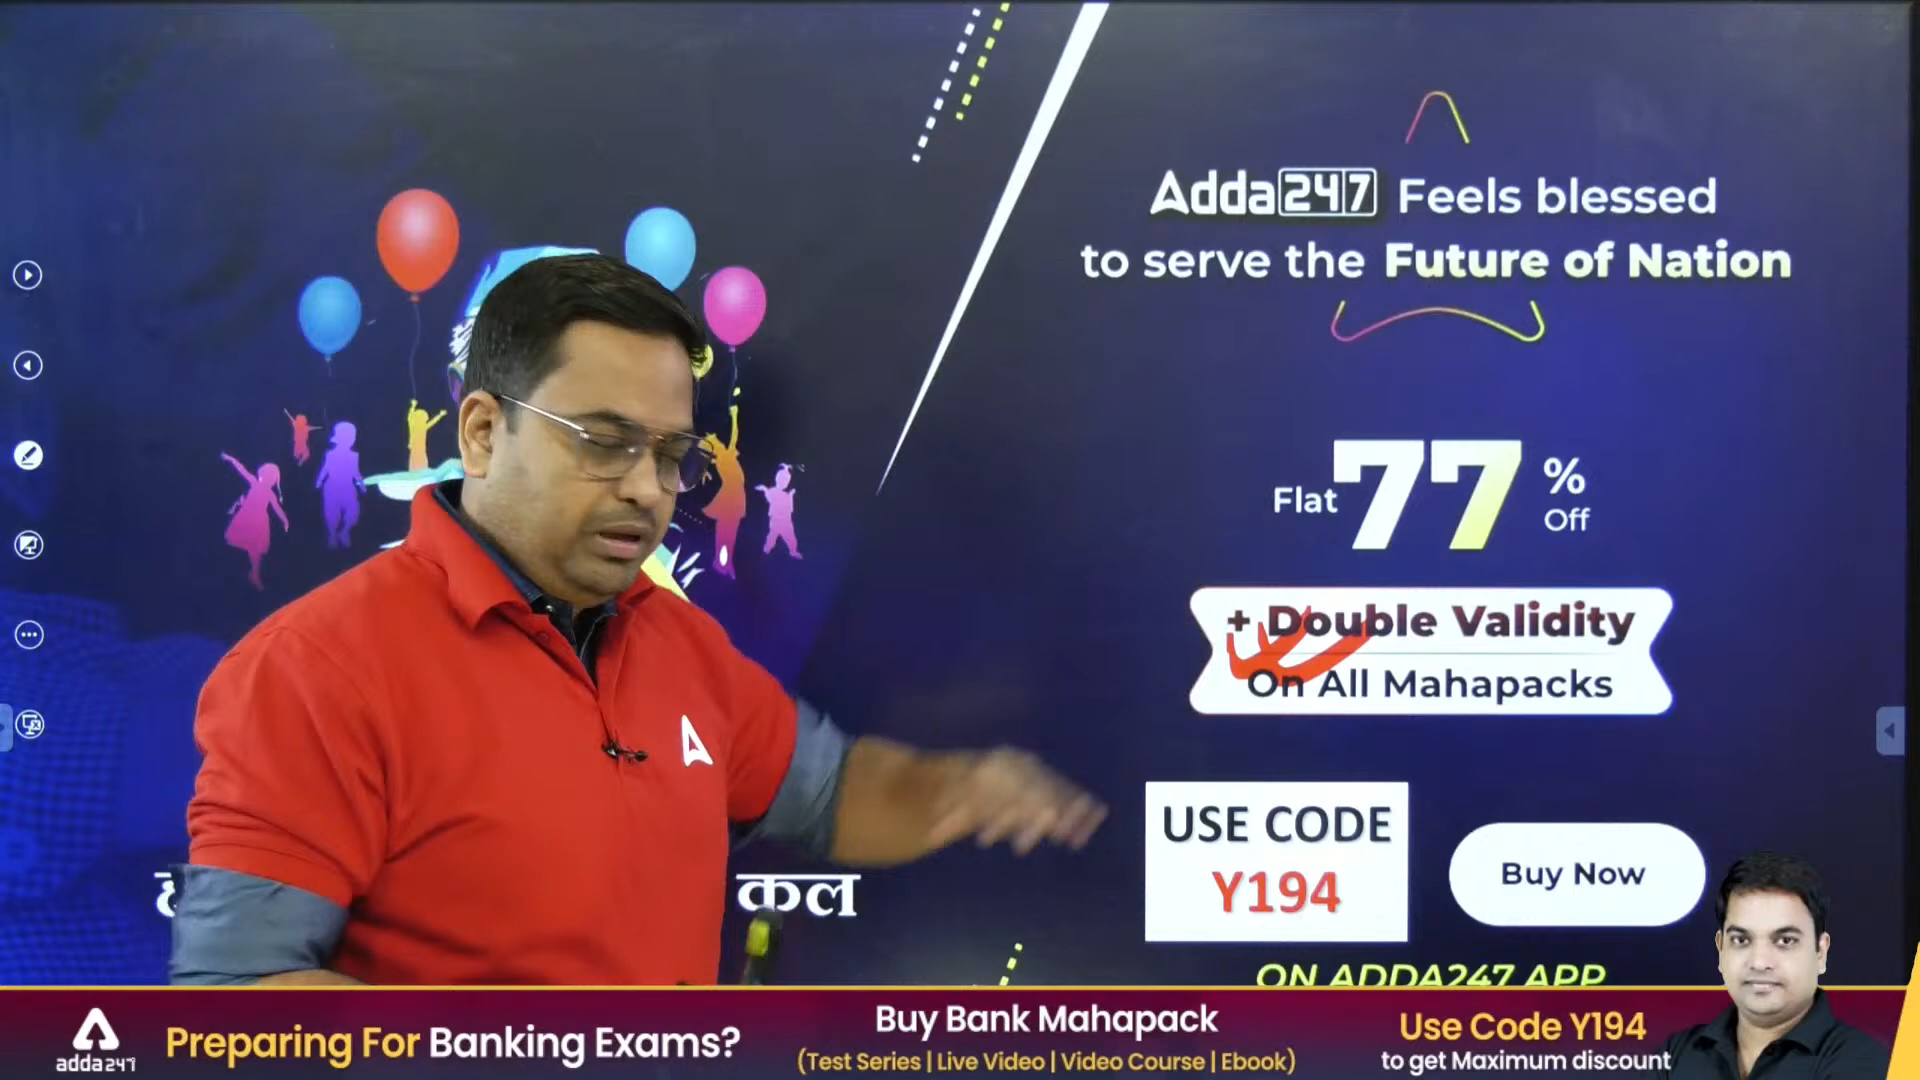 Adda247 Feels blessed
to serve the Future of Nation
Flat 77 % Off
+ Double Validity
On All Mahapacks
USE CODE
Y194
Buy Now
कल
ON ADDA247 APP
adda247
Preparing For Banking Exams?
Buy Bank Mahapack
(Test Series | Live Video | Video Course | Ebook)
Use Code Y194
to get Maximum discount